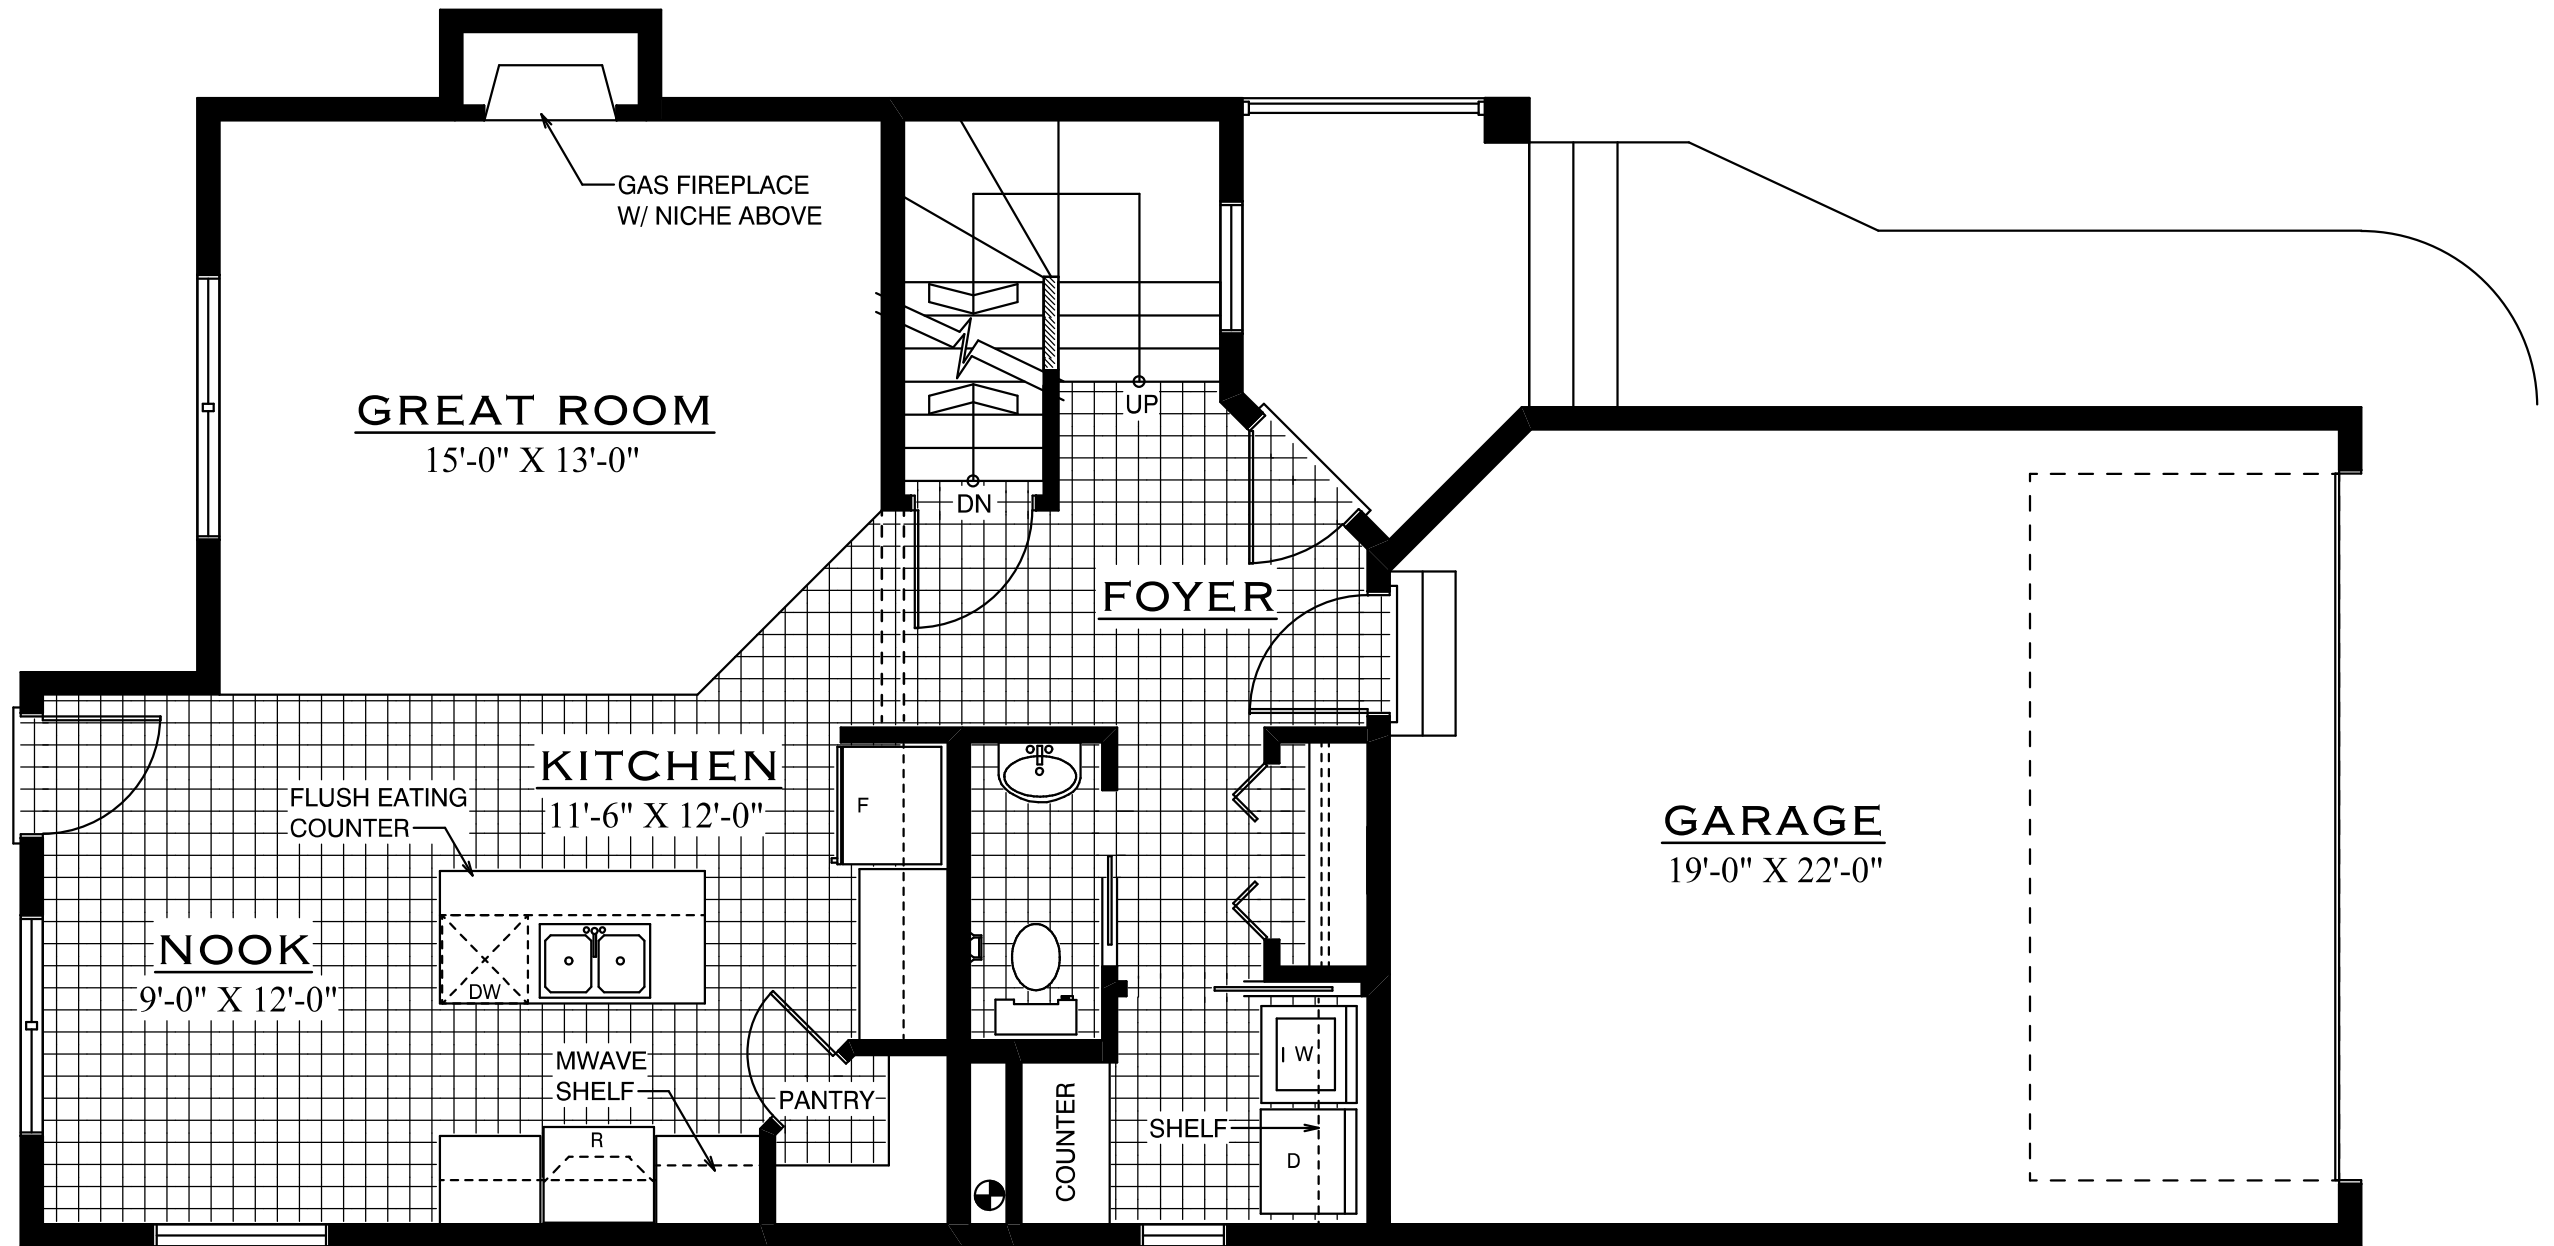 GAS FIREPLACE
W/ NICHE ABOVE
GREAT ROOM
15'-0" X 13'-0"
UP
DN
FOYER
KITCHEN
11'-6" X 12'-0"
FLUSH EATING
COUNTER
F
GARAGE
19'-0" X 22'-0"
NOOK
9'-0" X 12'-0"
DW
MWAVE
SHELF
PANTRY
R
COUNTER
SHELF
W
D